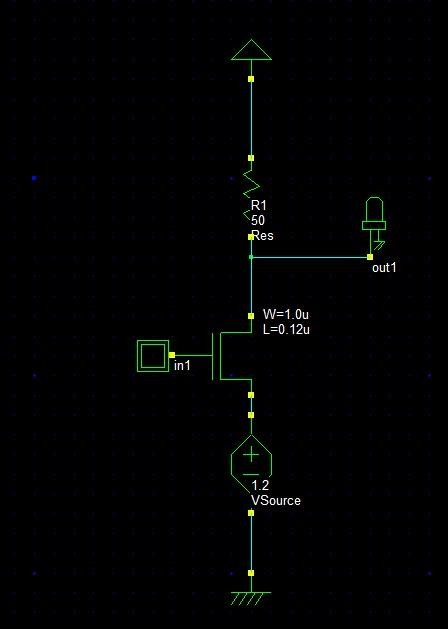 R1
50
Res
out1
W=1.0u
L=0.12u
in1
1.2
VSource